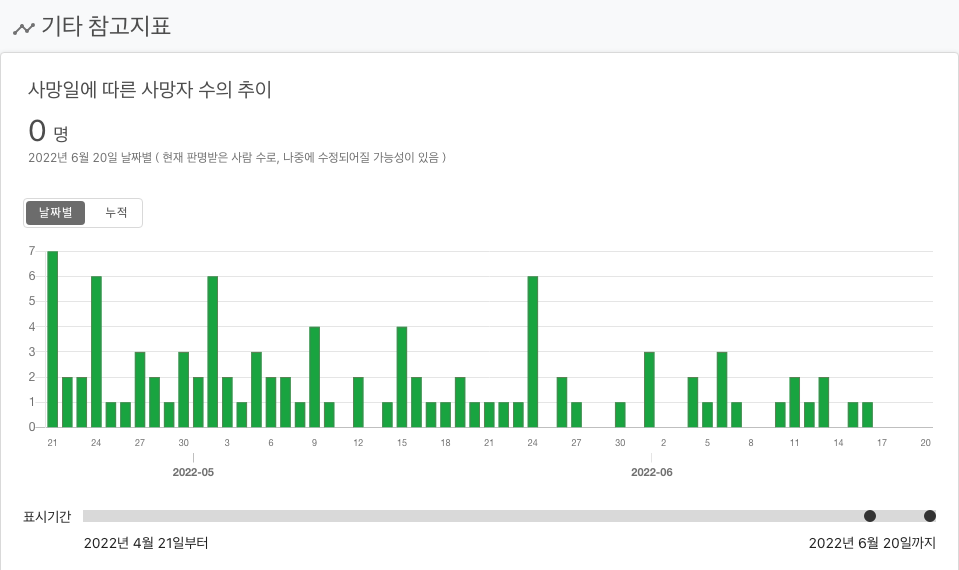 기타 참고지표
사망일에 따른 사망자 수의 추이
0 명
2022년 6월 20일 날짜별 ( 현재 판명받은 사람 수로, 나중에 수정되어질 가능성이 있음 )
날짜별 누적
7
6
5
4
3
2
1
0
21 24 27 30 3 6 9 12 15 18 21 24 27 30 2 5 8 11 14 17 20
2022-05 2022-06
표시기간
2022년 4월 21일부터 2022년 6월 20일까지